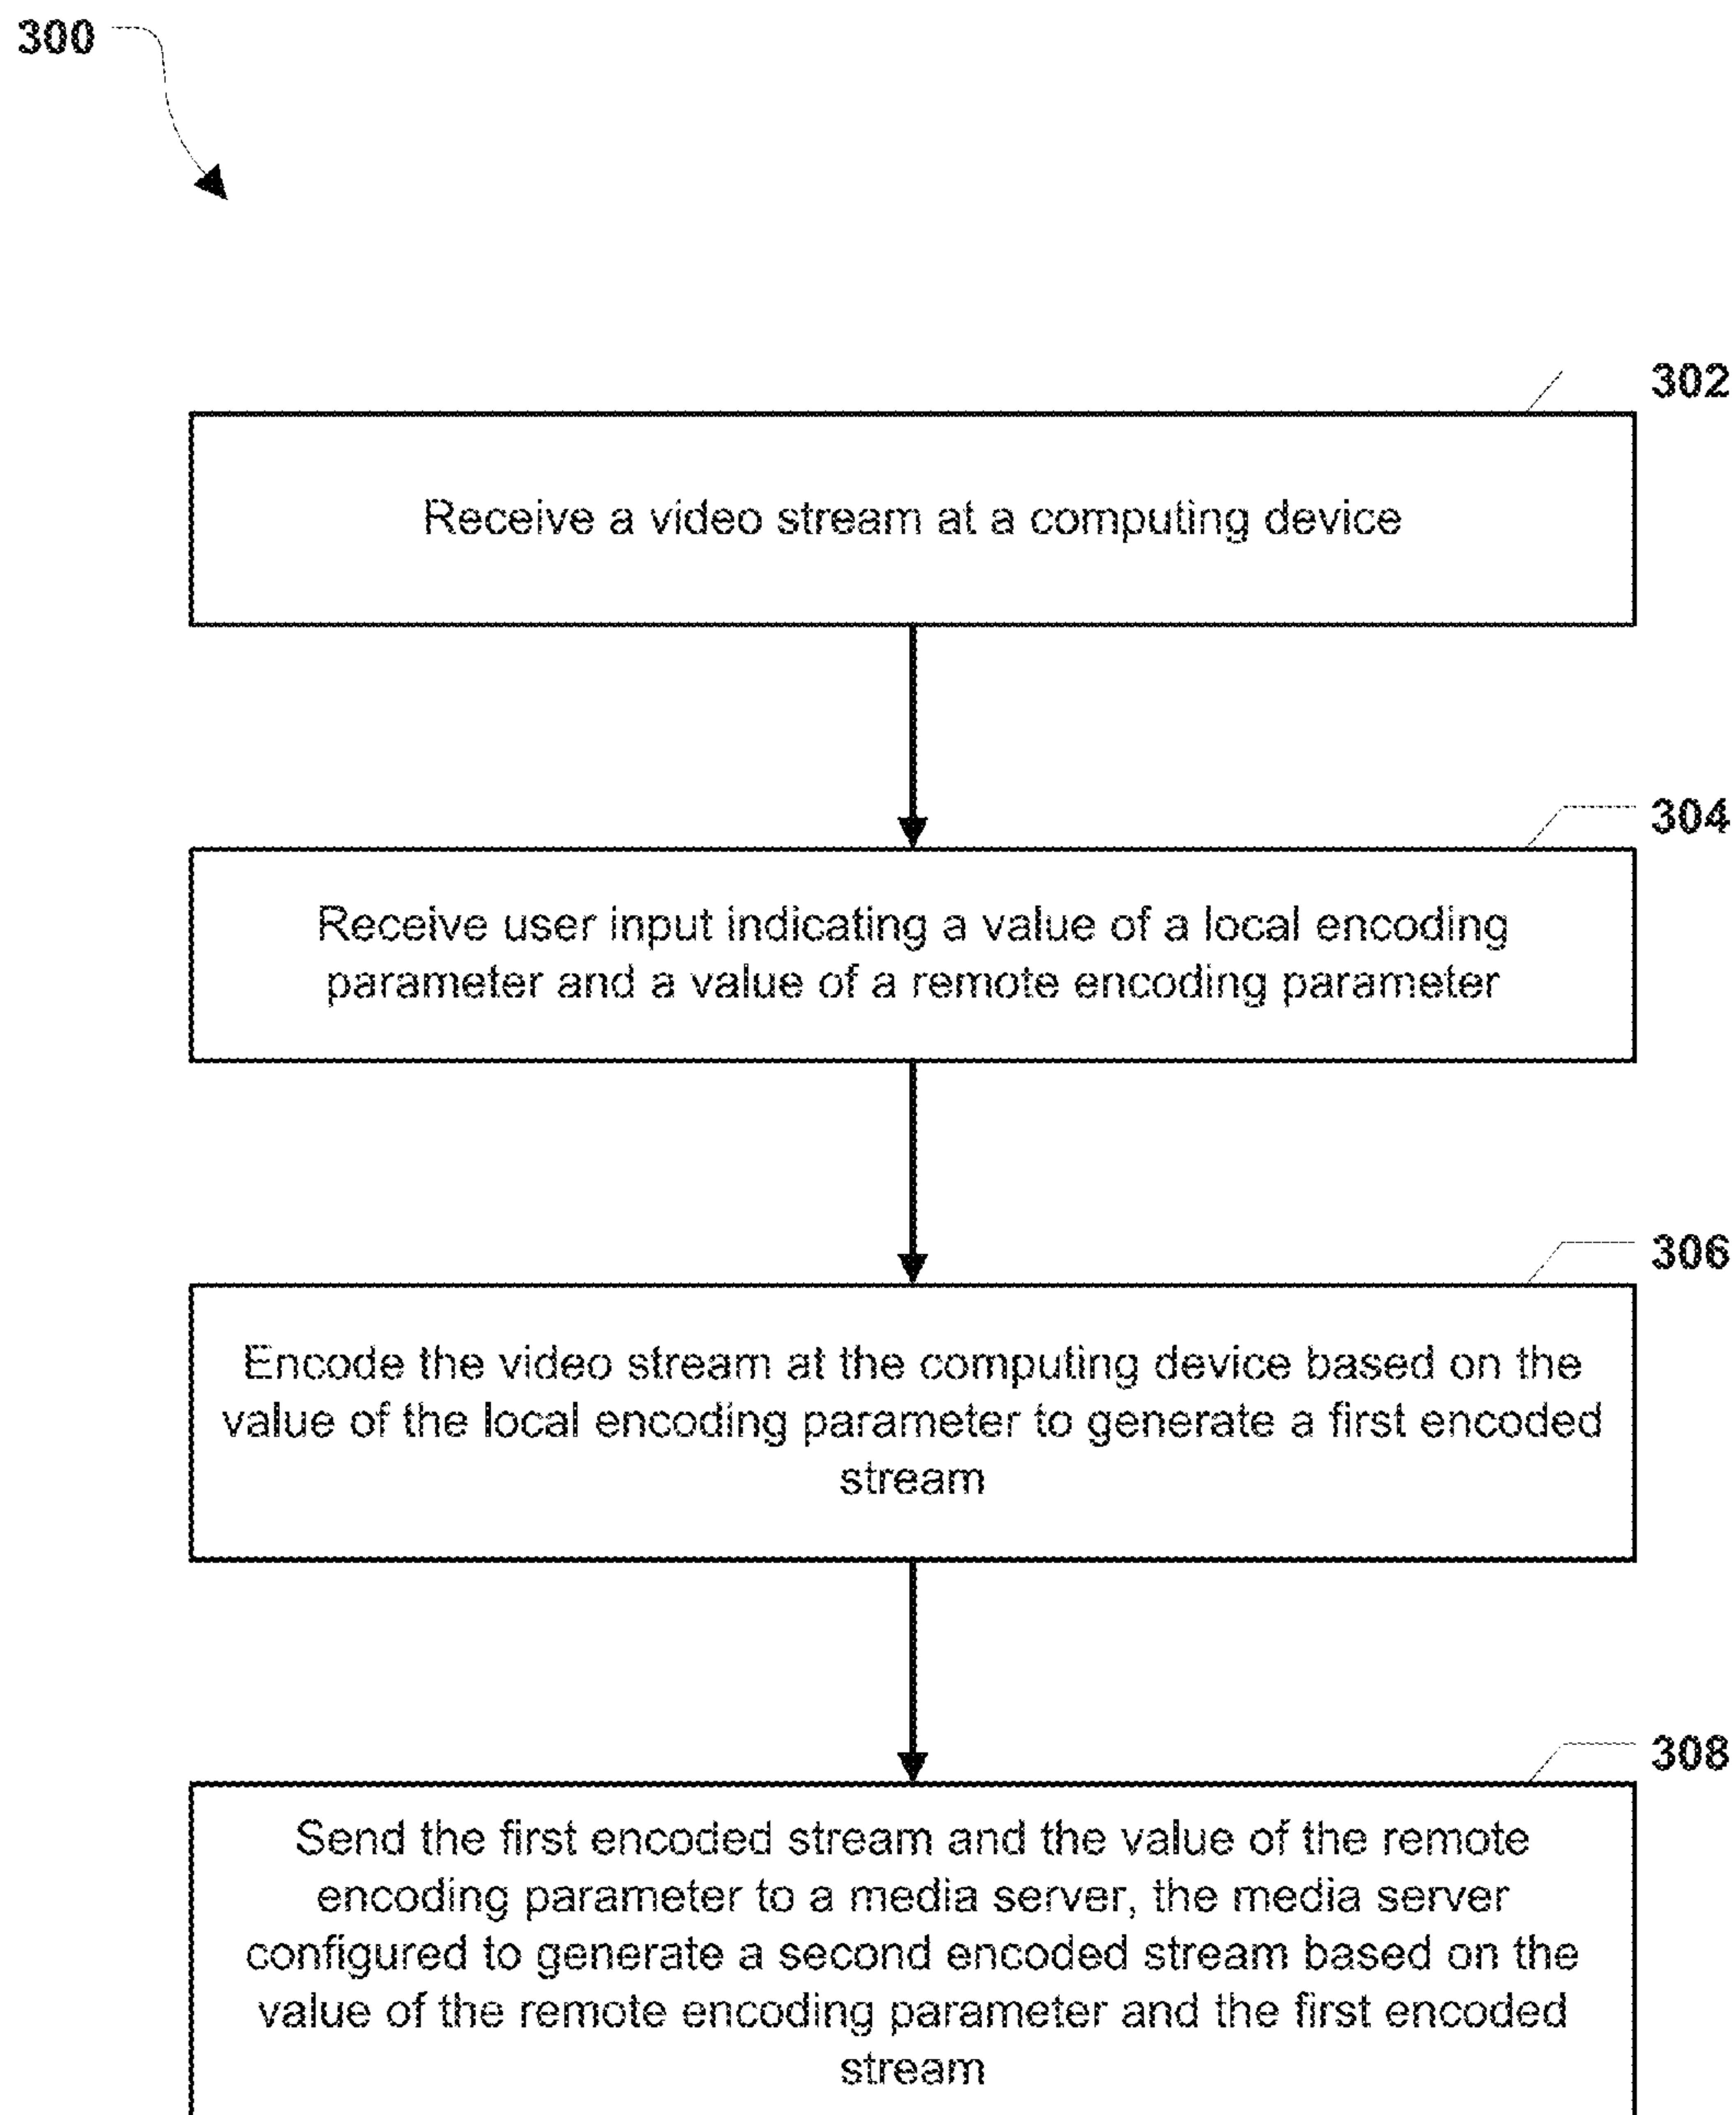 300
302
Receive a video stream at a computing device
304
Receive user input indicating a value of a local encoding
parameter and a value of a remote encoding parameter
306
Encode the video stream at the computing device based on the
value of the local encoding parameter to generate a first encoded
stream
308
Send the first encoded stream and the value of the remote
encoding parameter to a media server, the media server
configured to generate a second encoded stream based on the
value of the remote encoding parameter and the first encoded
stream